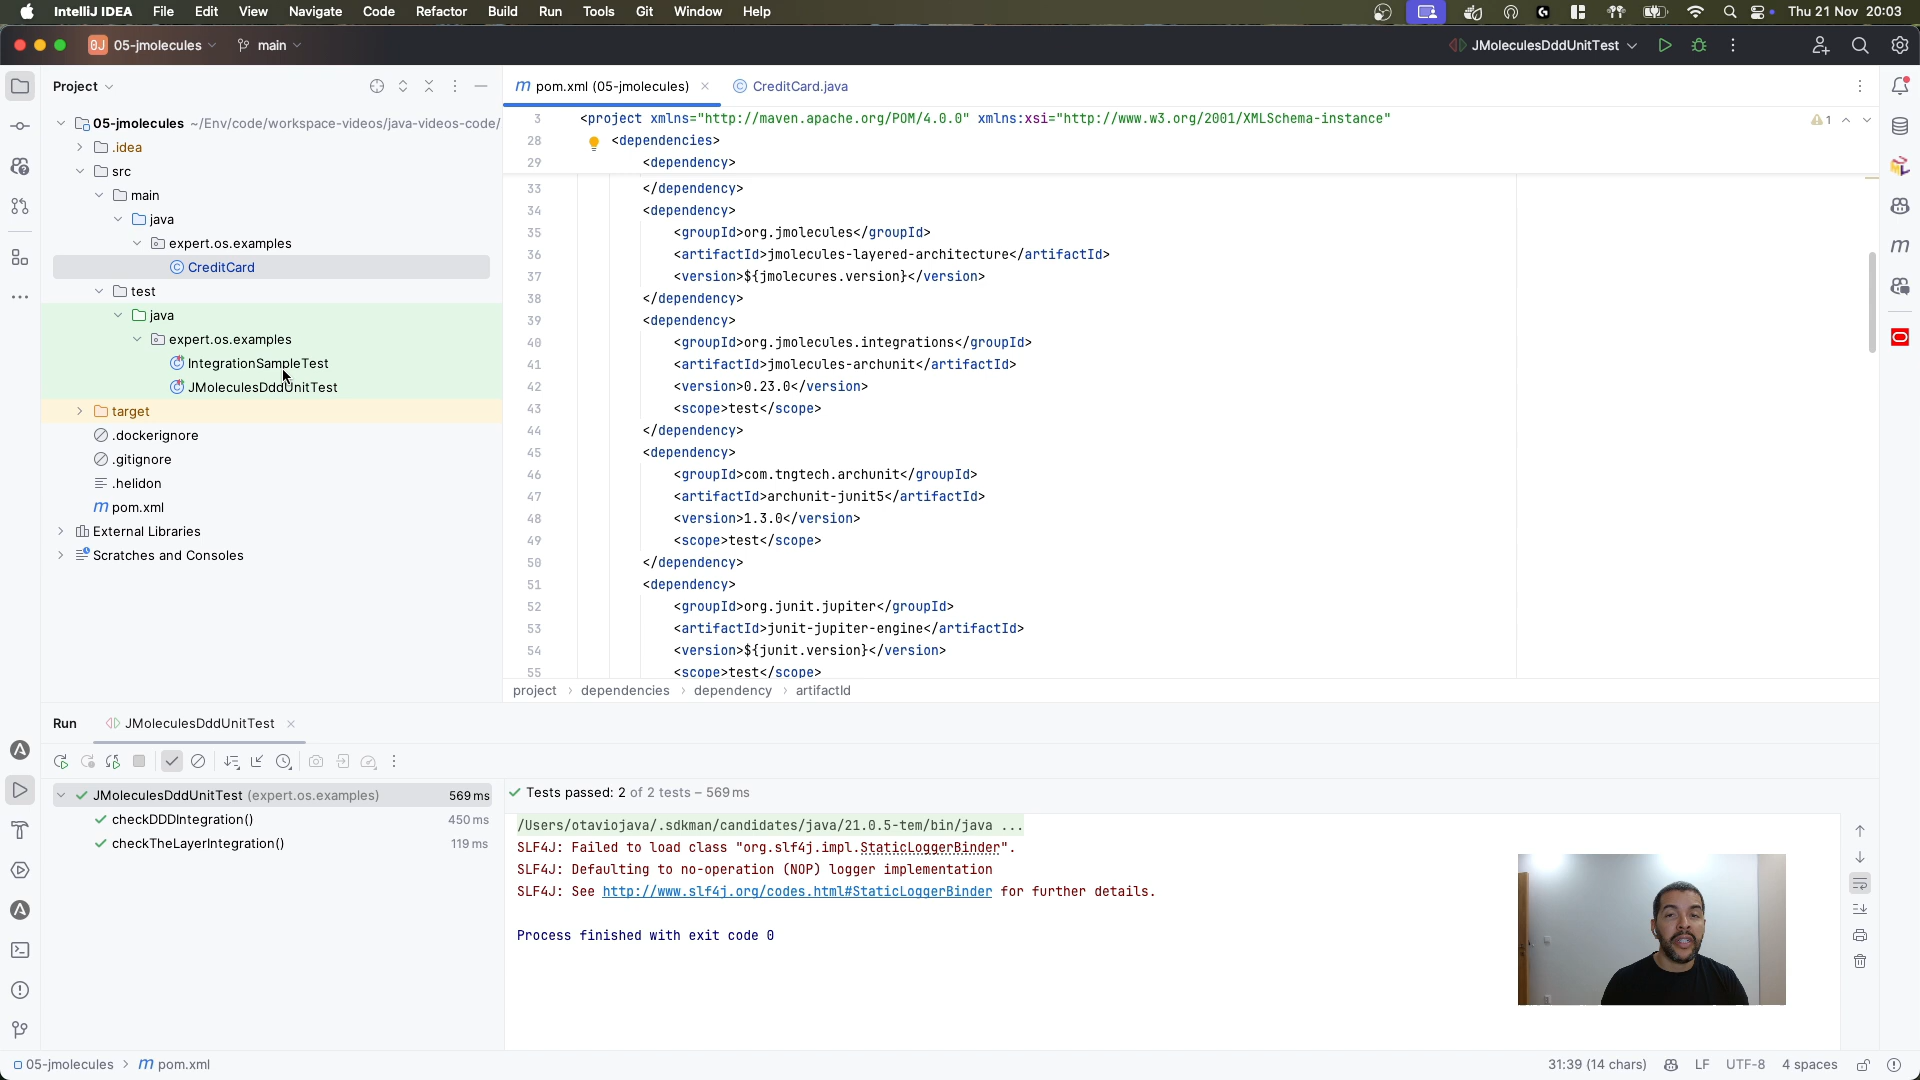 IntelliJ IDEA File Edit View Navigate Code Refactor Build Run Tools Git Window Help Thu 21 Nov 20:03
05-jmolecules main JMoleculesDddUnitTest
Project
05-jmolecules ~/Env/code/workspace-videos/java-videos-code/
.idea
src
main
java
expert.os.examples
CreditCard
test
java
expert.os.examples
IntegrationSampleTest
JMoleculesDddUnitTest
target
.dockerignore
.gitignore
.helidon
pom.xml
External Libraries
Scratches and Consoles
pom.xml (05-jmolecules) CreditCard.java
3 <project xmlns="http://maven.apache.org/POM/4.0.0" xmlns:xsi="http://www.w3.org/2001/XMLSchema-instance" 1
28 <dependencies>
29 <dependency>
33 </dependency>
34 <dependency>
35 <groupId>org.jmolecules</groupId>
36 <artifactId>jmolecules-layered-architecture</artifactId>
37 <version>${jmolecures.version}</version>
38 </dependency>
39 <dependency>
40 <groupId>org.jmolecules.integrations</groupId>
41 <artifactId>jmolecules-archunit</artifactId>
42 <version>0.23.0</version>
43 <scope>test</scope>
44 </dependency>
45 <dependency>
46 <groupId>com.tngtech.archunit</groupId>
47 <artifactId>archunit-junit5</artifactId>
48 <version>1.3.0</version>
49 <scope>test</scope>
50 </dependency>
51 <dependency>
52 <groupId>org.junit.jupiter</groupId>
53 <artifactId>junit-jupiter-engine</artifactId>
54 <version>${junit.version}</version>
55 <scope>test</scope>
project dependencies dependency artifactId
Run JMoleculesDddUnitTest
JMoleculesDddUnitTest (expert.os.examples) 569 ms
checkDDDIntegration() 450 ms
checkTheLayerIntegration() 119 ms
Tests passed: 2 of 2 tests – 569 ms
/Users/otaviojava/.sdkman/candidates/java/21.0.5-tem/bin/java ...
SLF4J: Failed to load class "org.slf4j.impl.StaticLoggerBinder".
SLF4J: Defaulting to no-operation (NOP) logger implementation
SLF4J: See http://www.slf4j.org/codes.html#StaticLoggerBinder for further details.
Process finished with exit code 0
05-jmolecules pom.xml 31:39 (14 chars) LF UTF-8 4 spaces